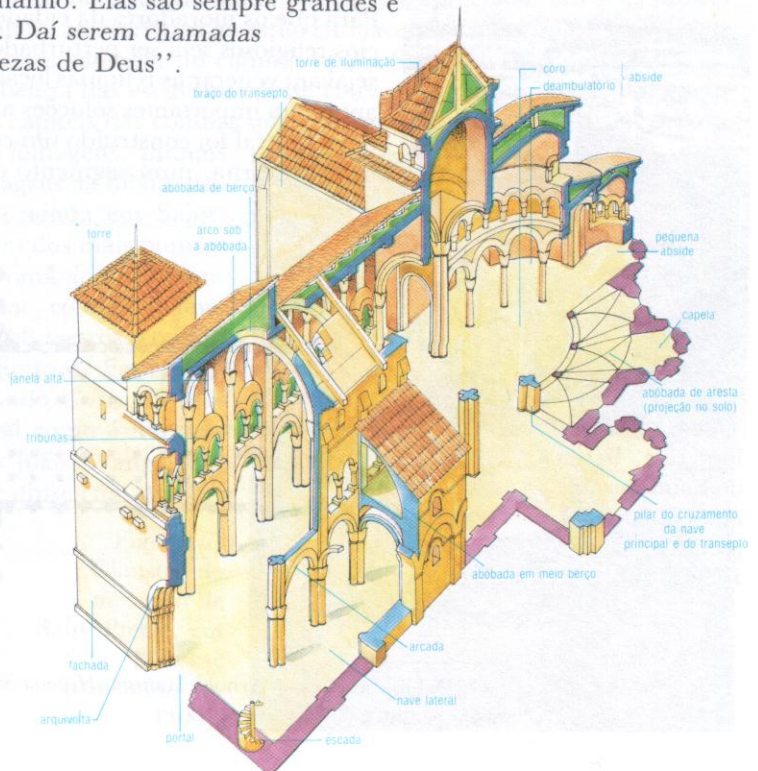 Elas são sempre grandes e
. Daí serem chamadas
ezas de Deus''.
torre de iluminação
coro
deambulatório
abside
braço do transepto
abóbada de berço
arco sob
a abóbada
torre
pequena
abside
capela
janela alta
abóbada de aresta
(projeção no solo)
tribunas
pilar do cruzamento
da nave
principal e do transepto
abóbada em meio berço
arcada
fachada
nave lateral
arquivolta
portal
escada